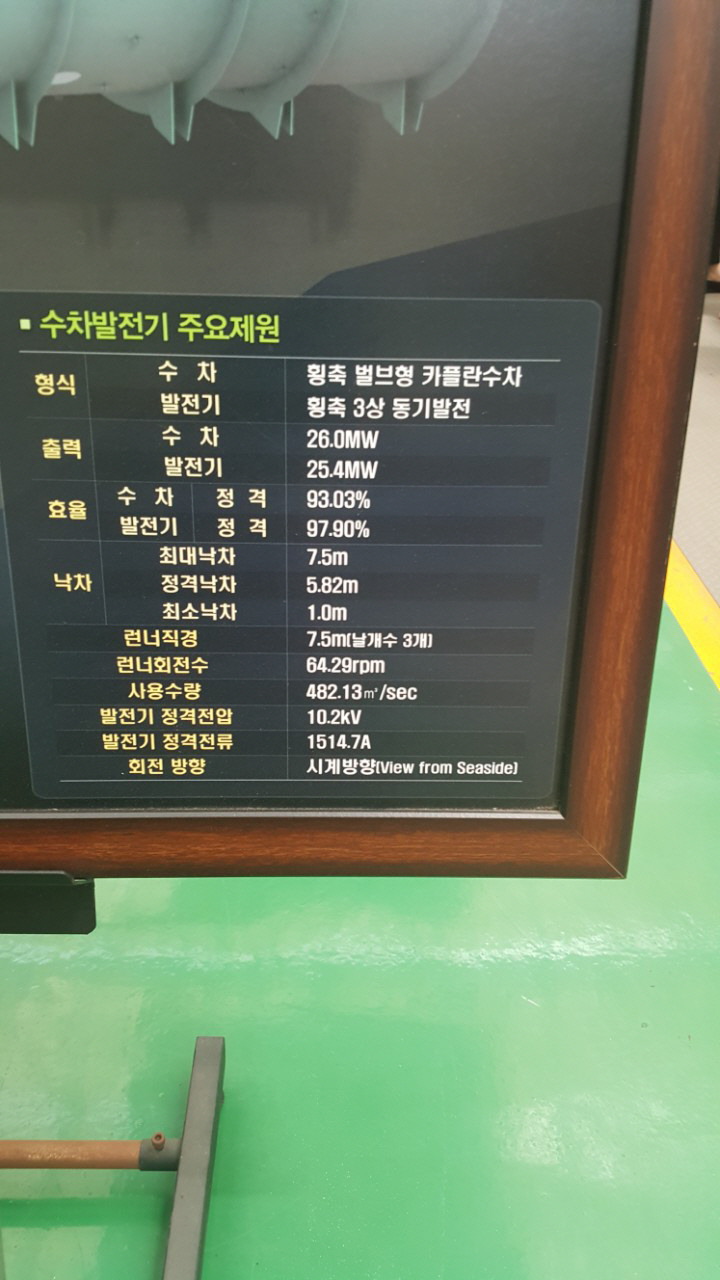 ▪ 수차발전기 주요제원
형식 수 차 횡축 벌브형 카플란수차
발전기 횡축 3상 동기발전
출력 수 차 26.0MW
발전기 25.4MW
효율 수 차 정 격 93.03%
발전기 정 격 97.90%
낙차 최대낙차 7.5m
정격낙차 5.82m
최소낙차 1.0m
런너직경 7.5m(날개수 3개)
런너회전수 64.29rpm
사용수량 482.13㎥/sec
발전기 정격전압 10.2kV
발전기 정격전류 1514.7A
회전 방향 시계방향(View from Seaside)